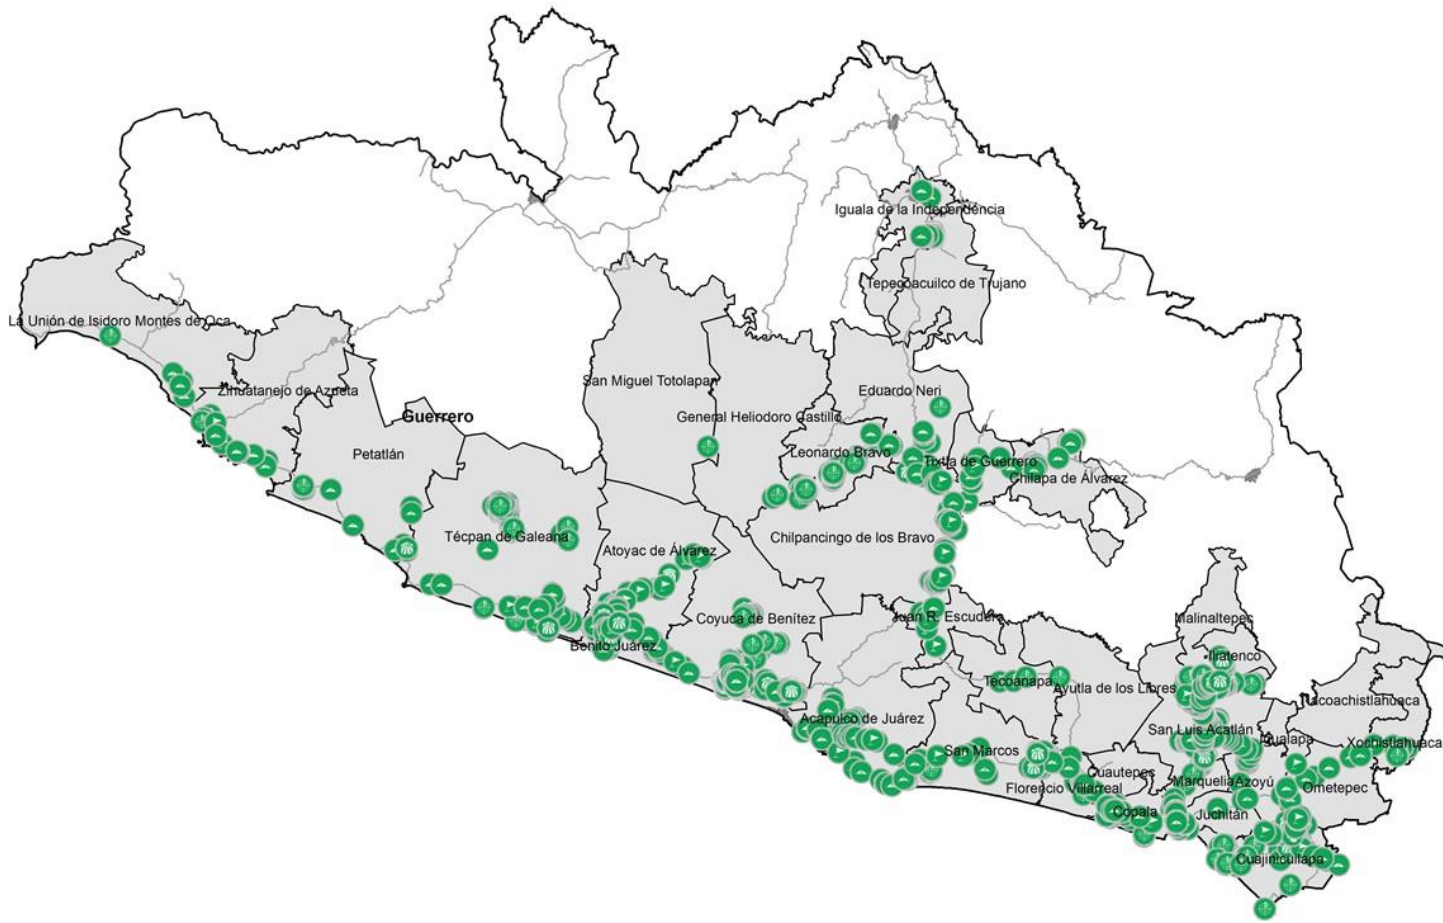 Iguala de la Independencia
Tepecoacuilco de Trujano
La Unión de Isidoro Montes de Oca
San Miguel Totolapan
Zihuatanejo de Azueta
Eduardo Neri
Guerrero
General Heliodoro Castillo
Petatlán
Leonardo Bravo
Tixtla de Guerrero
Chilapa de Álvarez
Técpan de Galeana
Chilpancingo de los Bravo
Atoyac de Álvarez
Coyuca de Benítez
Juan R. Escudero
Malinaltepec
Benito Juárez
Iliatenco
Tecoanapa
Ayutla de los Libres
Tlacoachistlahuaca
Acapulco de Juárez
San Luis Acatlán
Igualapa
Xochistlahuaca
San Marcos
Cuautepec
Marquelia
Azoyú
Florencio Villarreal
Ometepec
Copala
Juchitán
Cuajinicuilapa